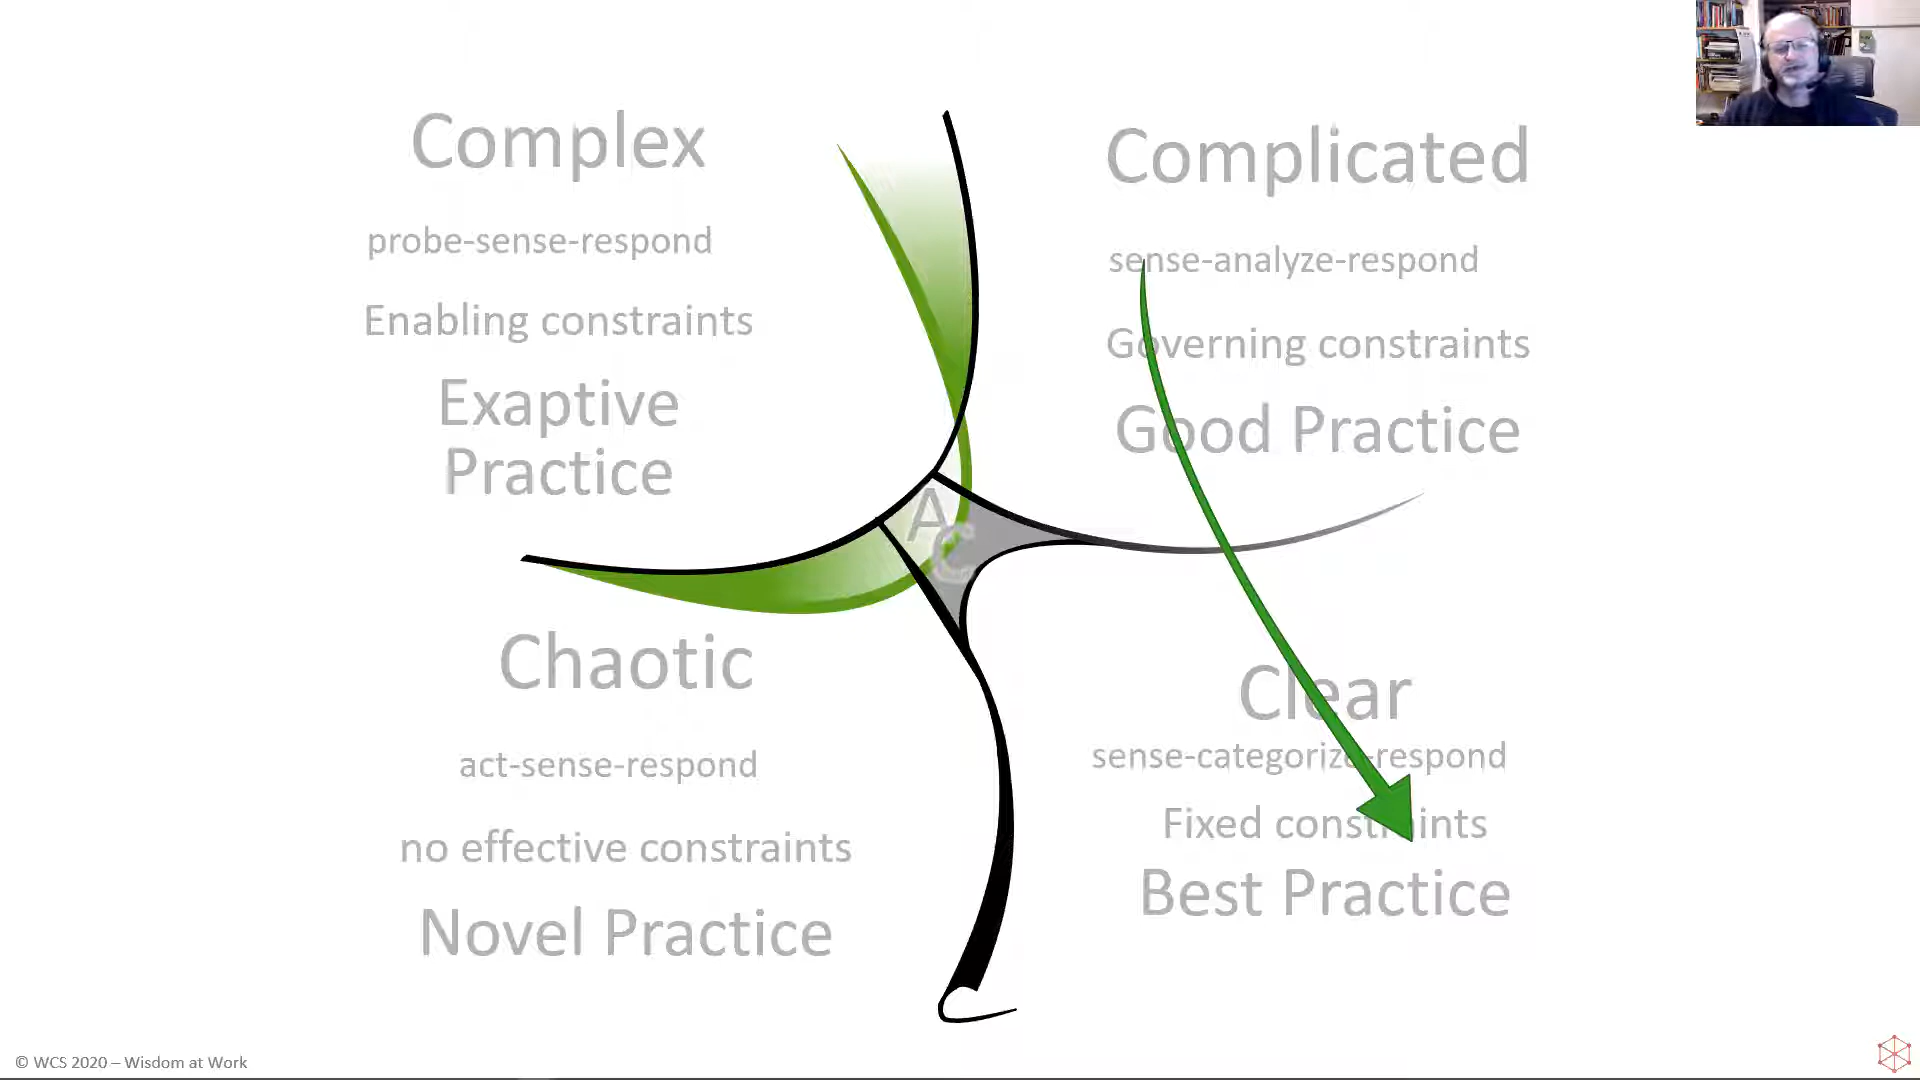 Complex
probe-sense-respond
Enabling constraints
Exaptive
Practice
Complicated
sense-analyze-respond
Governing constraints
Good Practice
A
C
Chaotic
act-sense-respond
no effective constraints
Novel Practice
Clear
sense-categorize-respond
Fixed constraints
Best Practice
© WCS 2020 – Wisdom at Work